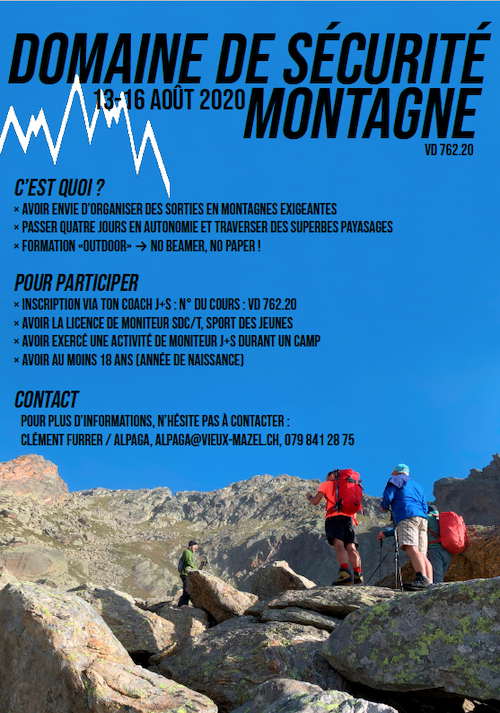 DOMAINE DE SÉCURITÉ
13-16 AOÛT 2020 MONTAGNE
VD 762.20
C'EST QUOI ?
× AVOIR ENVIE D'ORGANISER DES SORTIES EN MONTAGNES EXIGEANTES
× PASSER QUATRE JOURS EN AUTONOMIE ET TRAVERSER DES SUPERBES PAYASAGES
× FORMATION «OUTDOOR» → NO BEAMER, NO PAPER !
POUR PARTICIPER
× INSCRIPTION VIA TON COACH J+S : N° DU COURS : VD 762.20
× AVOIR LA LICENCE DE MONITEUR SDC/T, SPORT DES JEUNES
× AVOIR EXERCÉ UNE ACTIVITÉ DE MONITEUR J+S DURANT UN CAMP
× AVOIR AU MOINS 18 ANS (ANNÉE DE NAISSANCE)
CONTACT
POUR PLUS D'INFORMATIONS, N'HÉSITE PAS À CONTACTER :
CLÉMENT FURRER / ALPAGA, ALPAGA@VIEUX-MAZEL.CH, 079 841 28 75